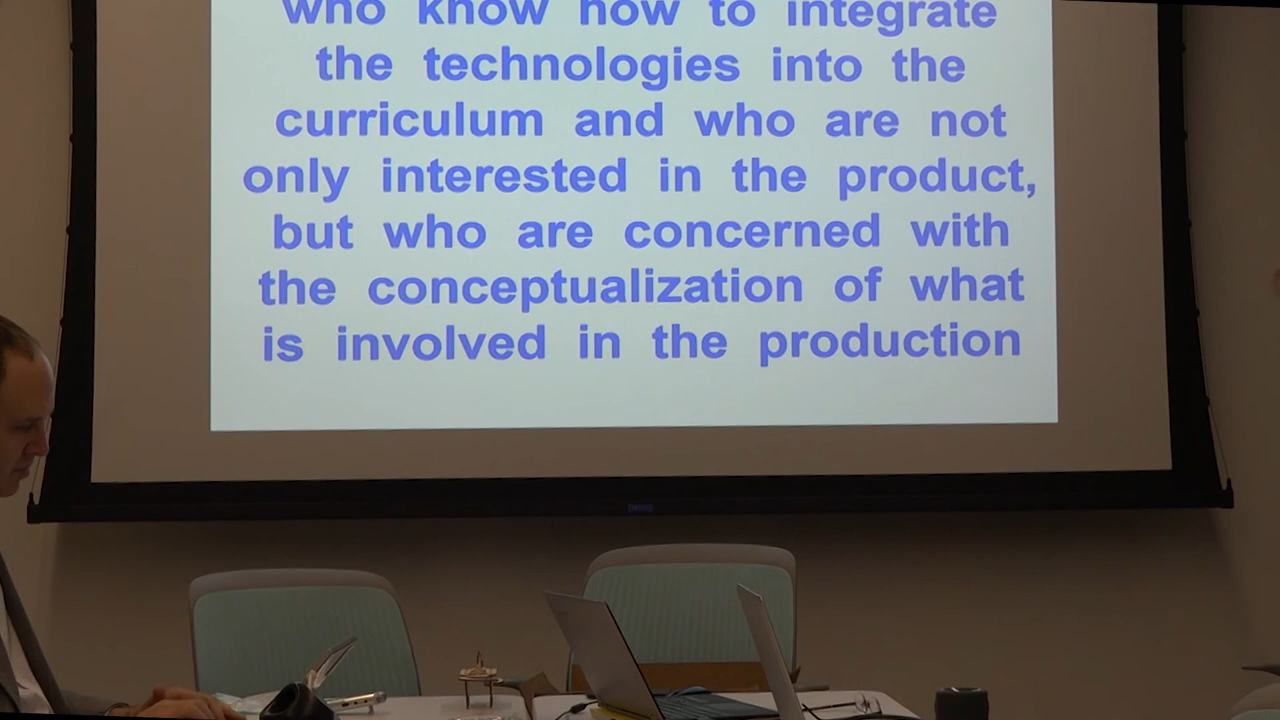 who know how to integrate
the technologies into the
curriculum and who are not
only interested in the product,
but who are concerned with
the conceptualization of what
is involved in the production